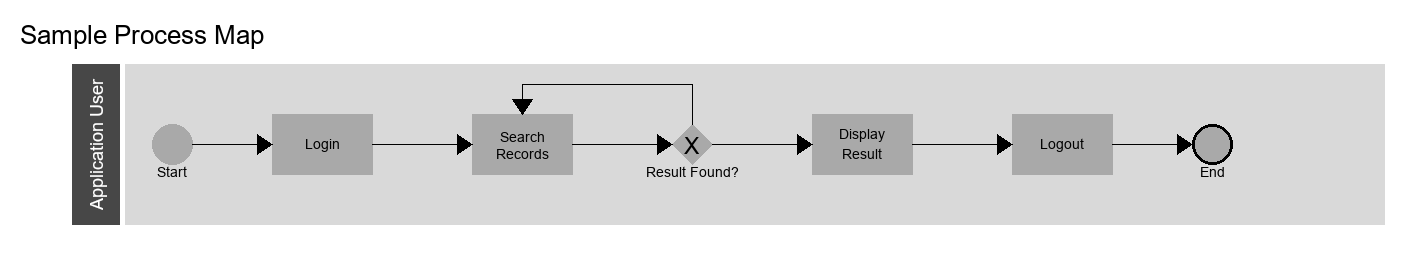 Sample Process Map
Application User
Start
Login
Search
Records
X
Result Found?
Display
Result
Logout
End